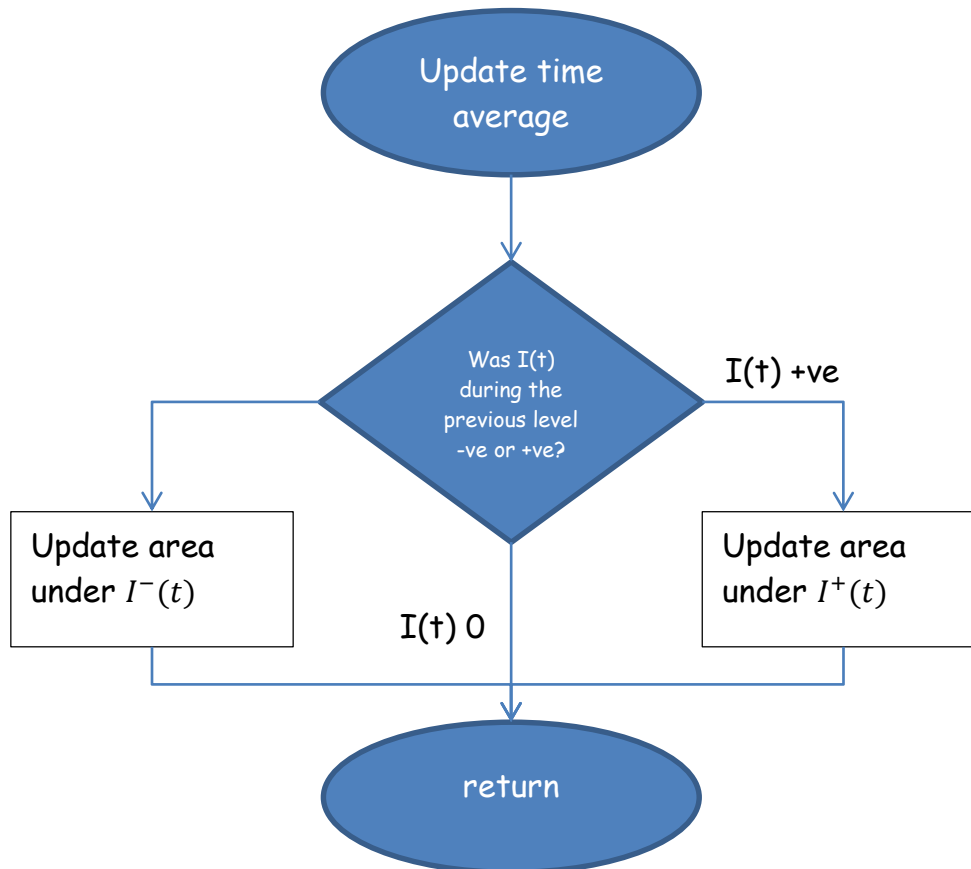 Update time
average
Was I(t)
during the
previous level
-ve or +ve?
I(t) +ve
Update area
under I⁻(t)
Update area
under I⁺(t)
I(t) 0
return